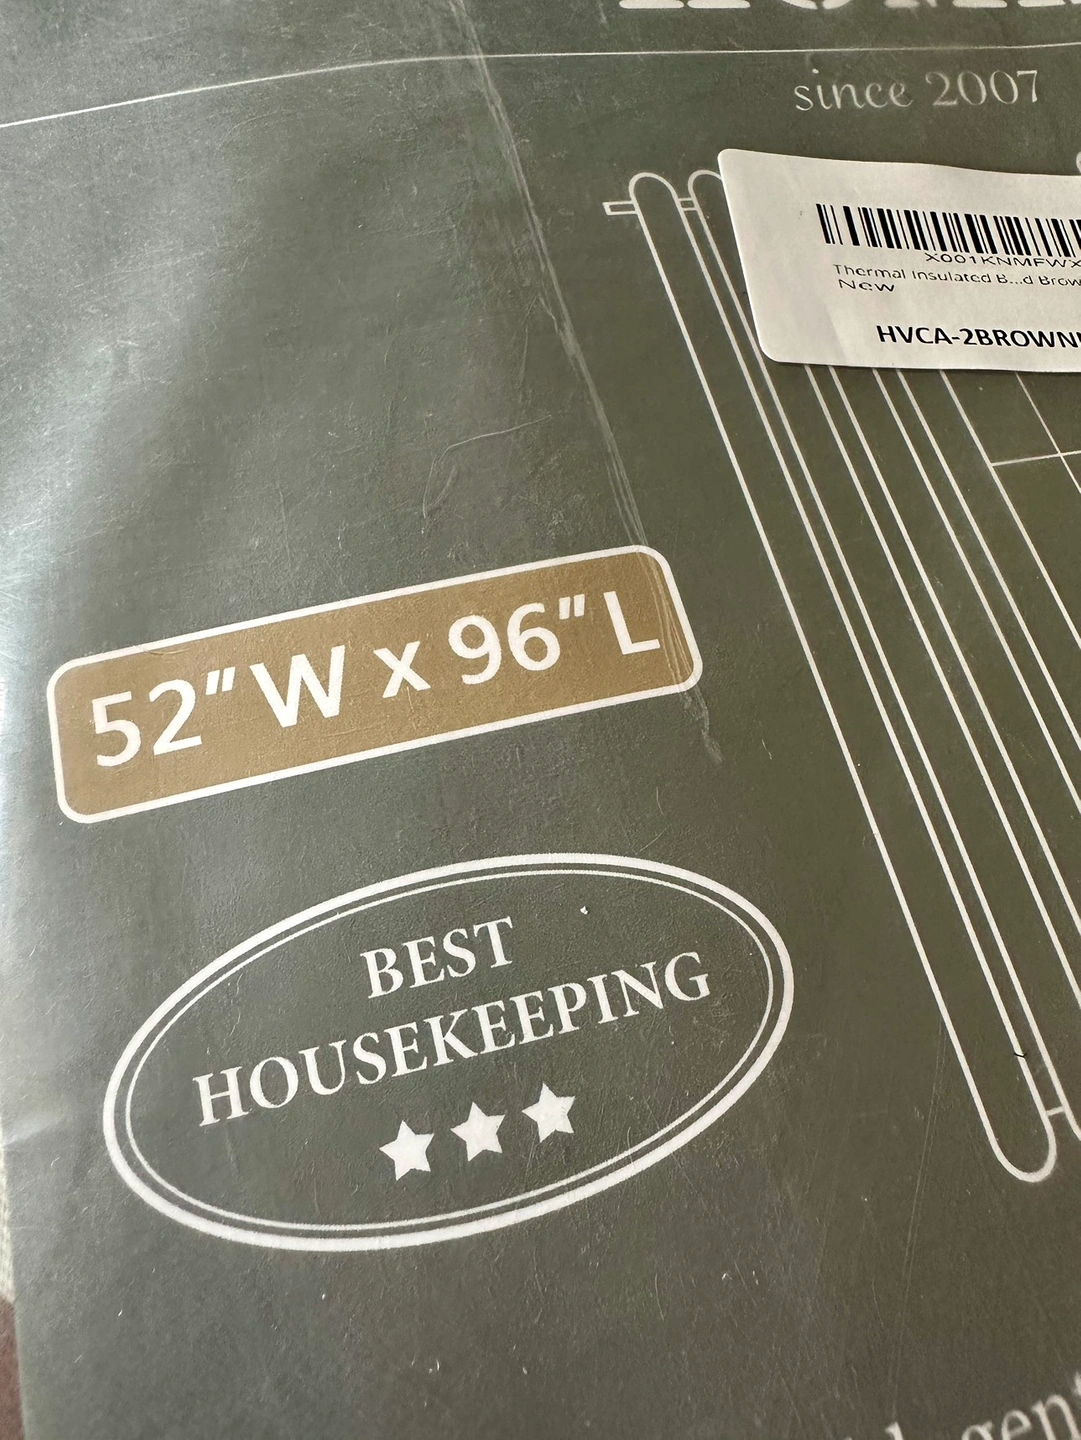 since 2007
X001KNMFWX
Thermal Insulated B...d Brow
New
HVCA-2BROWN
52" W x 96" L
BEST
HOUSEKEEPING